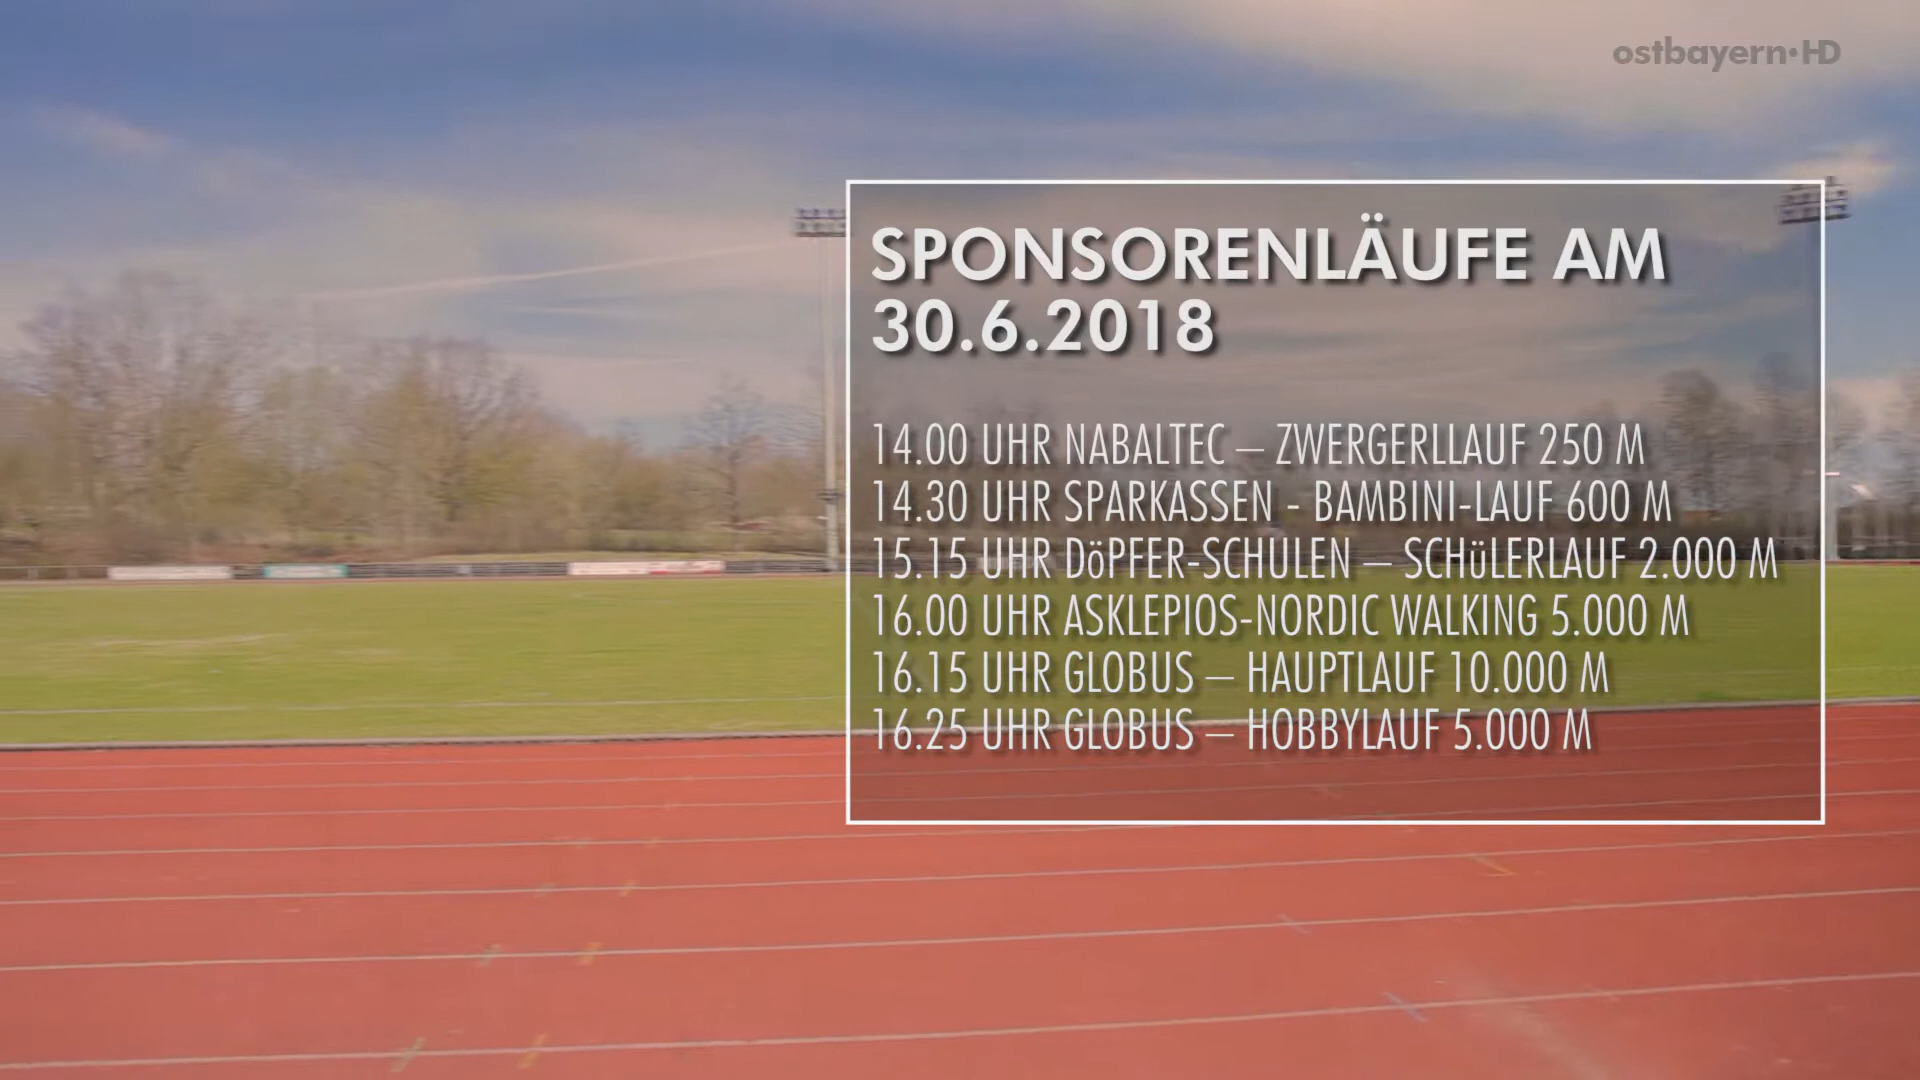 ostbayern•HD
SPONSORENLÄUFE AM
30.6.2018
14.00 UHR NABALTEC – ZWERGERLLAUF 250 M
14.30 UHR SPARKASSEN - BAMBINI-LAUF 600 M
15.15 UHR DöPFER-SCHULEN – SCHüLERLAUF 2.000 M
16.00 UHR ASKLEPIOS-NORDIC WALKING 5.000 M
16.15 UHR GLOBUS – HAUPTLAUF 10.000 M
16.25 UHR GLOBUS – HOBBYLAUF 5.000 M